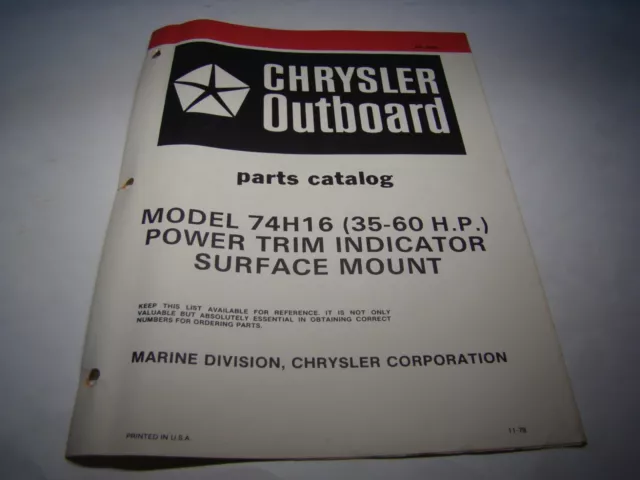 CHRYSLER
Outboard
parts catalog
MODEL 74H16 (35-60 H.P.)
POWER TRIM INDICATOR
SURFACE MOUNT
KEEP THIS LIST AVAILABLE FOR REFERENCE. IT IS NOT ONLY
VALUABLE BUT ABSOLUTELY ESSENTIAL IN OBTAINING CORRECT
NUMBERS FOR ORDERING PARTS.
MARINE DIVISION, CHRYSLER CORPORATION
PRINTED IN U.S.A.